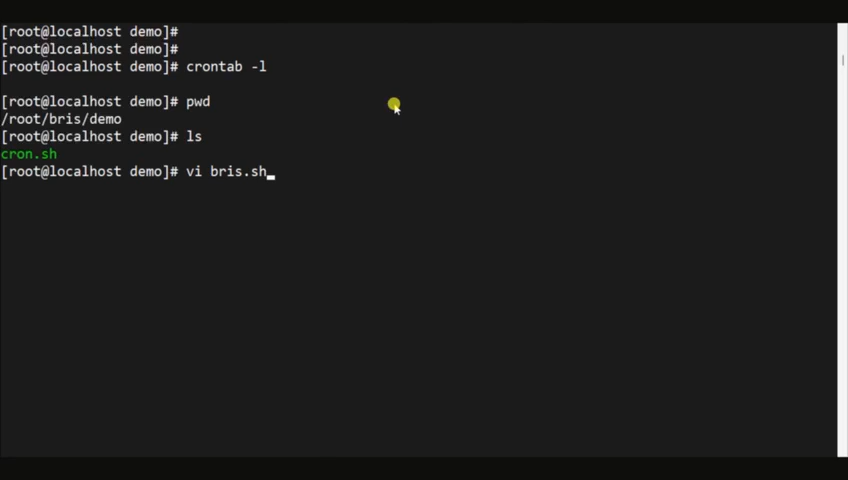 [root@localhost demo]#
[root@localhost demo]#
[root@localhost demo]# crontab -l
[root@localhost demo]# pwd
/root/bris/demo
[root@localhost demo]# ls
cron.sh
[root@localhost demo]# vi bris.sh